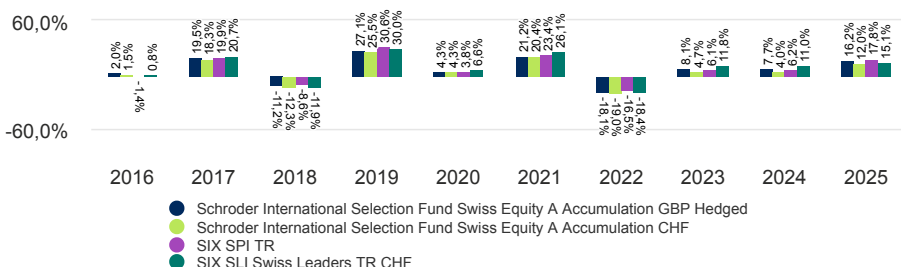 60,0%
2,0% 1,5% -1,4% 0,8%
19,5% 18,3% 19,9% 20,7%
-11,2% -12,3% -8,6% -11,9%
27,1% 25,5% 30,6% 30,0%
4,3% 4,3% 3,8% 6,6%
21,2% 20,4% 23,4% 26,1%
-18,1% -19,0% -16,5% -18,4%
8,1% 4,7% 6,1% 11,8%
7,7% 4,0% 6,2% 11,0%
16,2% 12,0% 17,8% 15,1%
-60,0%
2016 2017 2018 2019 2020 2021 2022 2023 2024 2025
Schroder International Selection Fund Swiss Equity A Accumulation GBP Hedged
Schroder International Selection Fund Swiss Equity A Accumulation CHF
SIX SPI TR
SIX SLI Swiss Leaders TR CHF